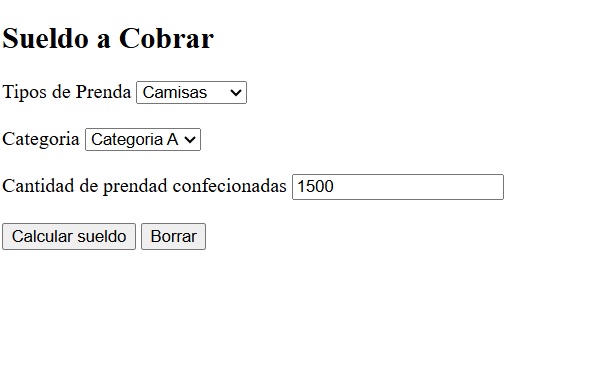 Sueldo a Cobrar
Tipos de Prenda Camisas
Categoria Categoria A
Cantidad de prendad confecionadas 1500
Calcular sueldo Borrar